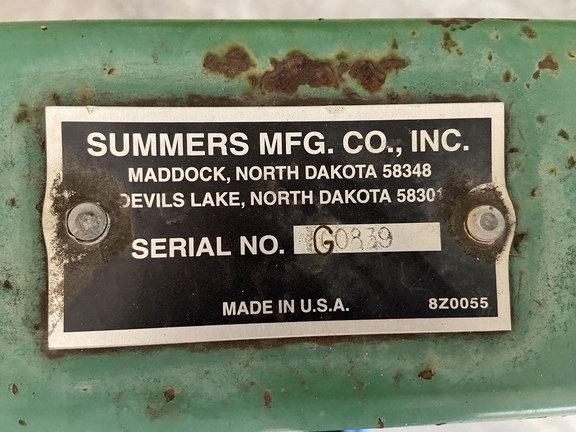 SUMMERS MFG. CO., INC.
MADDOCK, NORTH DAKOTA 58348
DEVILS LAKE, NORTH DAKOTA 58301
SERIAL NO. G0839
MADE IN U.S.A. 8Z0055